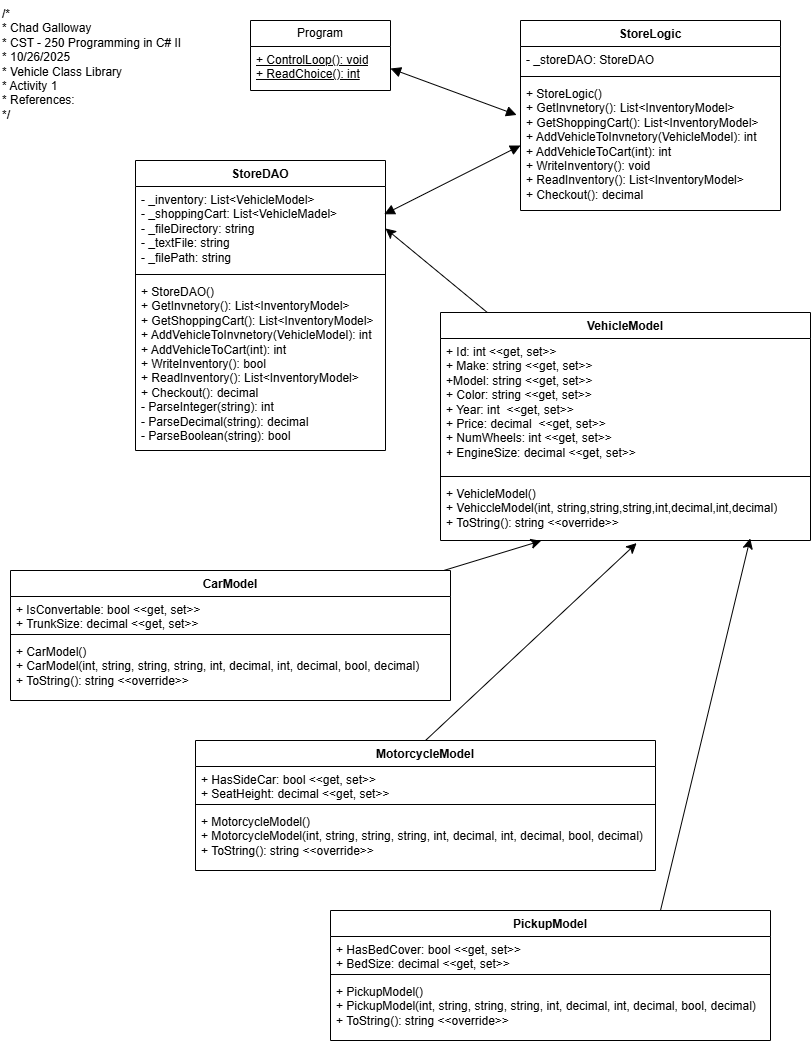 /*
* Chad Galloway
* CST - 250 Programming in C# II
* 10/26/2025
* Vehicle Class Library
* Activity 1
* References:
*/
Program
+ ControlLoop(): void
+ ReadChoice(): int
StoreLogic
- _storeDAO: StoreDAO
+ StoreLogic()
+ GetInvnetory(): List<InventoryModel>
+ GetShoppingCart(): List<InventoryModel>
+ AddVehicleToInvnetory(VehicleModel): int
+ AddVehicleToCart(int): int
+ WriteInventory(): void
+ ReadInventory(): List<InventoryModel>
+ Checkout(): decimal
StoreDAO
- _inventory: List<VehicleModel>
- _shoppingCart: List<VehicleMadel>
- _fileDirectory: string
- _textFile: string
- _filePath: string
+ StoreDAO()
+ GetInvnetory(): List<InventoryModel>
+ GetShoppingCart(): List<InventoryModel>
+ AddVehicleToInvnetory(VehicleModel): int
+ AddVehicleToCart(int): int
+ WriteInventory(): bool
+ ReadInventory(): List<InventoryModel>
+ Checkout(): decimal
- ParseInteger(string): int
- ParseDecimal(string): decimal
- ParseBoolean(string): bool
VehicleModel
+ Id: int <<get, set>>
+ Make: string <<get, set>>
+Model: string <<get, set>>
+ Color: string <<get, set>>
+ Year: int  <<get, set>>
+ Price: decimal  <<get, set>>
+ NumWheels: int <<get, set>>
+ EngineSize: decimal <<get, set>>
+ VehicleModel()
+ VehiccleModel(int, string,string,string,int,decimal,int,decimal)
+ ToString(): string <<override>>
CarModel
+ IsConvertable: bool <<get, set>>
+ TrunkSize: decimal <<get, set>>
+ CarModel()
+ CarModel(int, string, string, string, int, decimal, int, decimal, bool, decimal)
+ ToString(): string <<override>>
MotorcycleModel
+ HasSideCar: bool <<get, set>>
+ SeatHeight: decimal <<get, set>>
+ MotorcycleModel()
+ MotorcycleModel(int, string, string, string, int, decimal, int, decimal, bool, decimal)
+ ToString(): string <<override>>
PickupModel
+ HasBedCover: bool <<get, set>>
+ BedSize: decimal <<get, set>>
+ PickupModel()
+ PickupModel(int, string, string, string, int, decimal, int, decimal, bool, decimal)
+ ToString(): string <<override>>